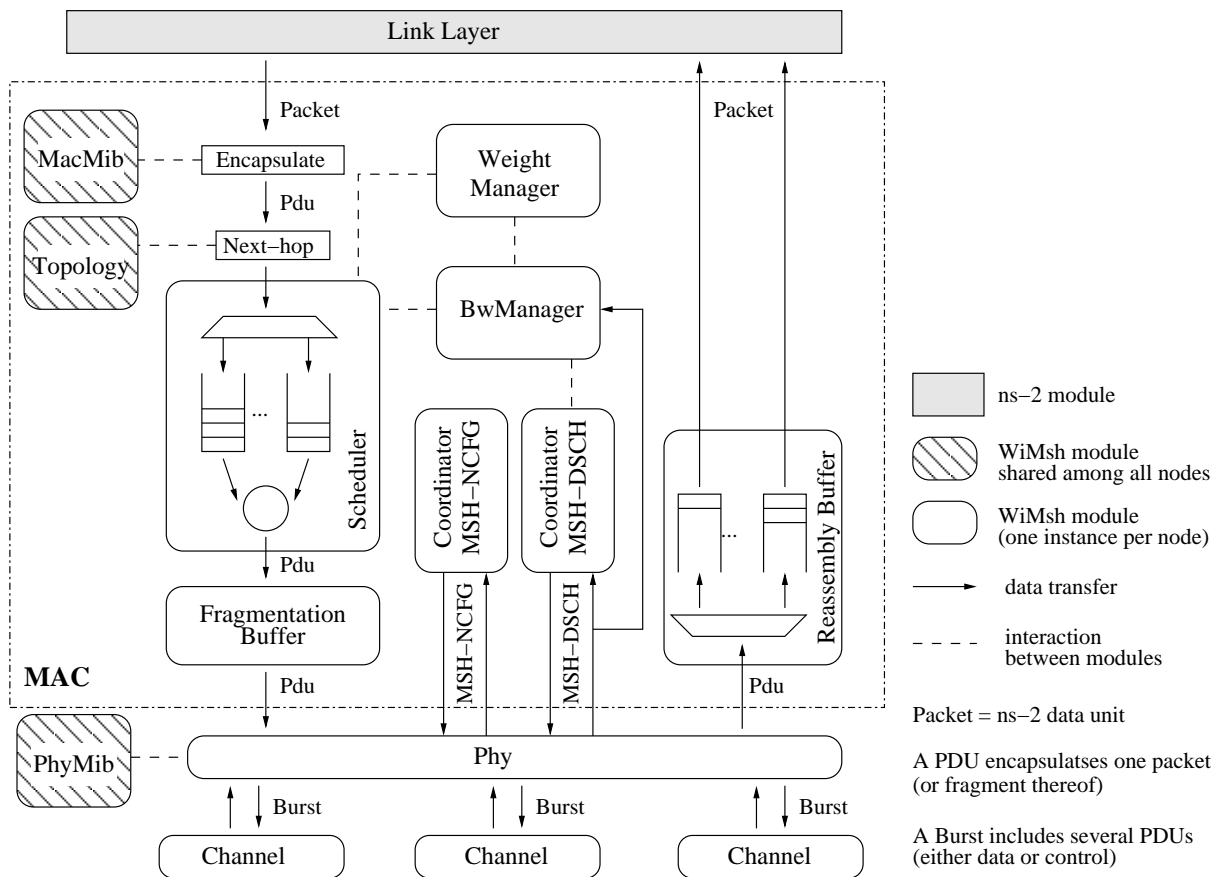 Link Layer
Packet
Packet
MacMib
Encapsulate
Weight
Manager
Pdu
Topology
Next−hop
BwManager
...
Scheduler
Coordinator
MSH−NCFG
Coordinator
MSH−DSCH
...
Reassembly Buffer
Pdu
Fragmentation
Buffer
MSH−NCFG
MSH−DSCH
MAC
Pdu
Pdu
PhyMib
Phy
Burst
Burst
Burst
Channel
Channel
Channel
ns−2 module
WiMsh module
shared among all nodes
WiMsh module
(one instance per node)
data transfer
interaction
between modules
Packet = ns−2 data unit
A PDU encapsulatses one packet
(or fragment thereof)
A Burst includes several PDUs
(either data or control)